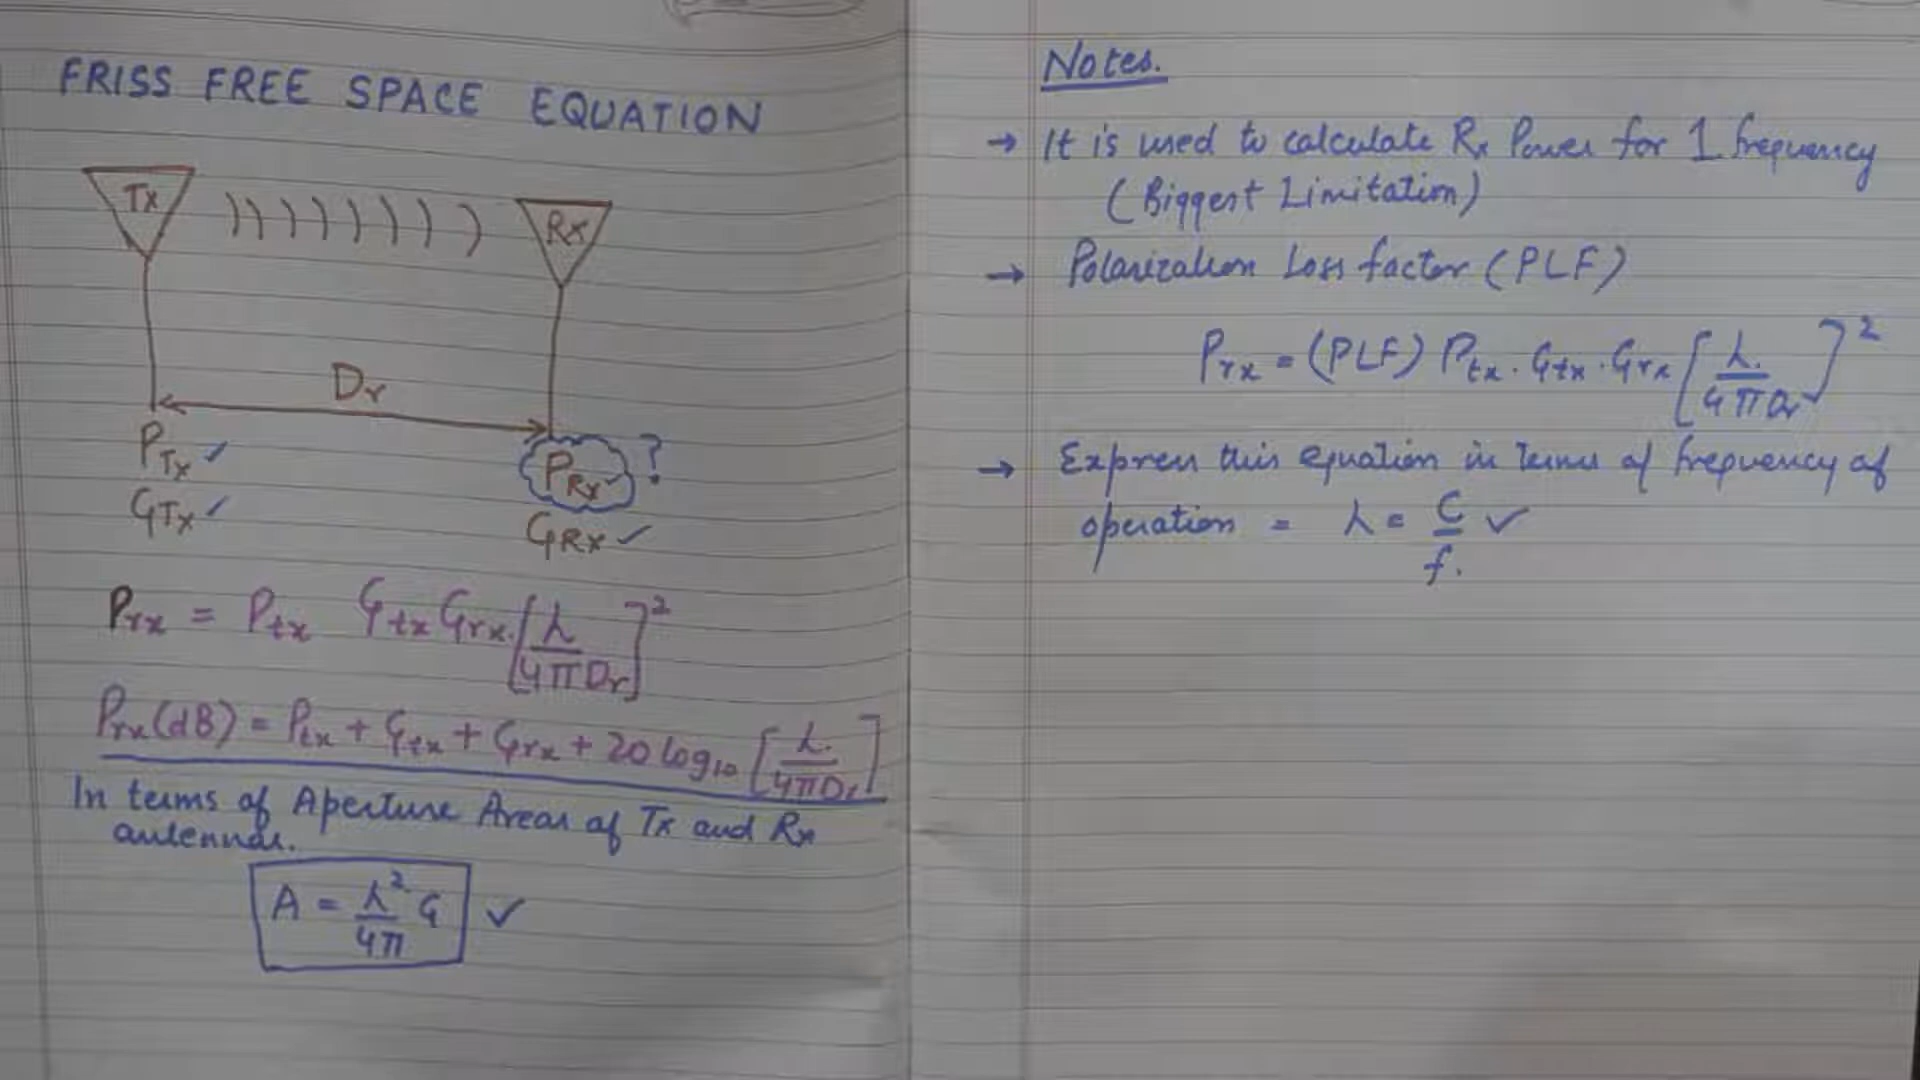 FRISS FREE SPACE EQUATION
Tx
Rx
Dr
PTx ✓
GTx ✓
PRx ?
GRx ✓
Prx = Ptx Gtx Grx. [λ / 4πDr]²
Prx(dB) = Ptx + Gtx + Grx + 20 log₁₀ [λ / 4πDr]
In terms of Aperture Areas of Tx and Rx
antennas.
A = λ²/4π G ✓
Notes.
→ It is used to calculate Rx Power for 1 frequency
(Biggest Limitation)
→ Polarization Loss factor (PLF)
Prx = (PLF) Ptx . Gtx . Grx [λ / 4πDr]²
→ Express this equation in terms of frequency of
operation = λ = C/f. ✓